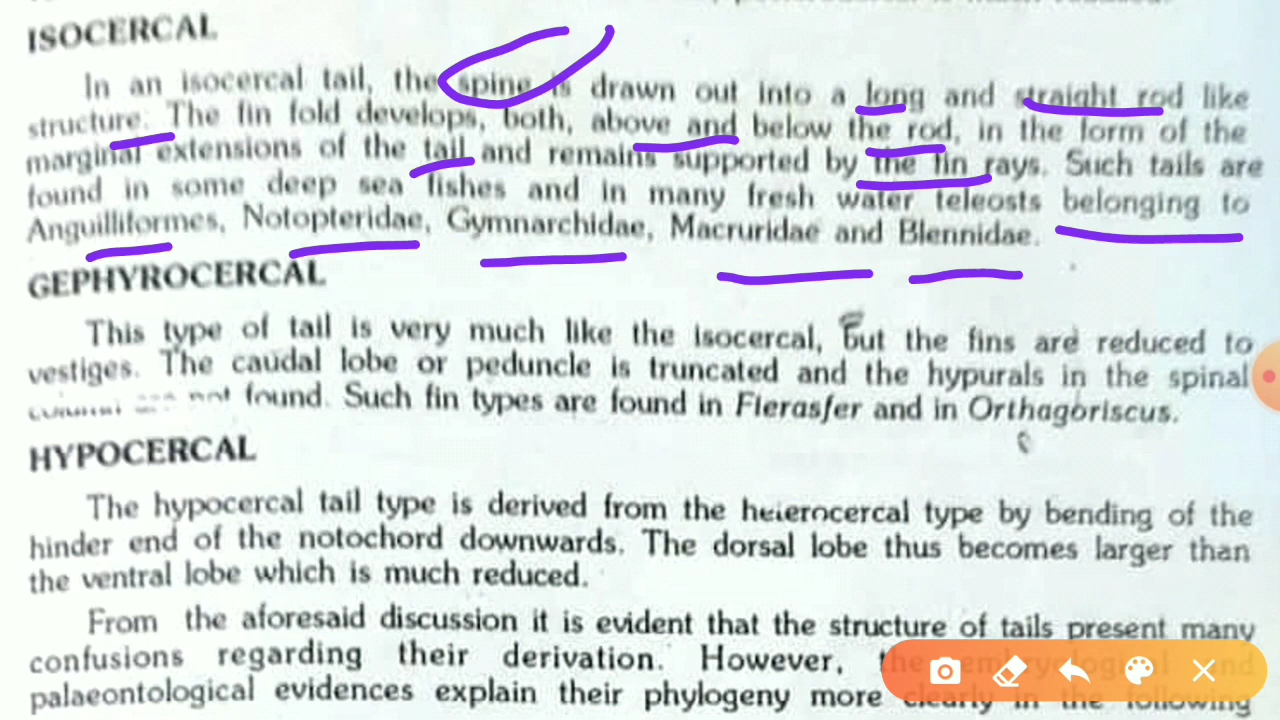 ISOCERCAL
In an isocercal tail, the spine is drawn out into a long and straight rod like
structure. The fin fold develops, both, above and below the rod, in the form of the
marginal extensions of the tail and remains supported by the fin rays. Such tails are
found in some deep sea fishes and in many fresh water teleosts belonging to
Anguilliformes, Notopteridae, Gymnarchidae, Macruridae and Blennidae.
GEPHYROCERCAL
This type of tail is very much like the isocercal, but the fins are reduced to
vestiges. The caudal lobe or peduncle is truncated and the hypurals in the spinal
not found. Such fin types are found in Fierasfer and in Orthagoriscus.
HYPOCERCAL
The hypocercal tail type is derived from the heterocercal type by bending of the
hinder end of the notochord downwards. The dorsal lobe thus becomes larger than
the ventral lobe which is much reduced.
From the aforesaid discussion it is evident that the structure of tails present many
confusions regarding their derivation. However, the embryological and
palaeontological evidences explain their phylogeny more clearly in the following